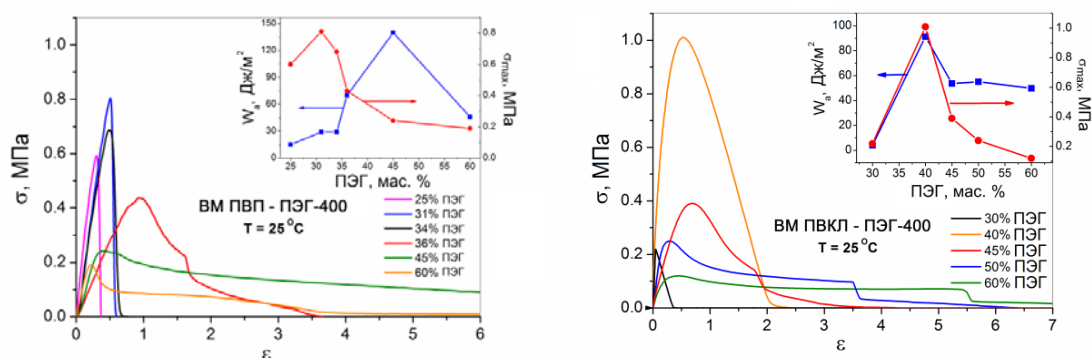 σ, МПа
1.0
0.8
0.6
0.4
0.2
0.0
0 1 2 3 4 5 6
ε
Wa, Дж/м²
150
120
90
60
30
0
25 30 35 40 45 50 55 60
ПЭГ, мас. %
0.8
0.6
0.4
0.2
0.0
σmax, МПа
ВМ ПВП - ПЭГ-400
T = 25 °C
25% ПЭГ
31% ПЭГ
34% ПЭГ
36% ПЭГ
45% ПЭГ
60% ПЭГ
σ, МПа
1.0
0.8
0.6
0.4
0.2
0.0
0 1 2 3 4 5 6 7
ε
Wa, Дж/м²
100
80
60
40
20
0
30 35 40 45 50 55 60
ПЭГ, мас. %
1.0
0.8
0.6
0.4
0.2
σmax, МПа
ВМ ПВКЛ - ПЭГ-400
T = 25 °C
30% ПЭГ
40% ПЭГ
45% ПЭГ
50% ПЭГ
60% ПЭГ